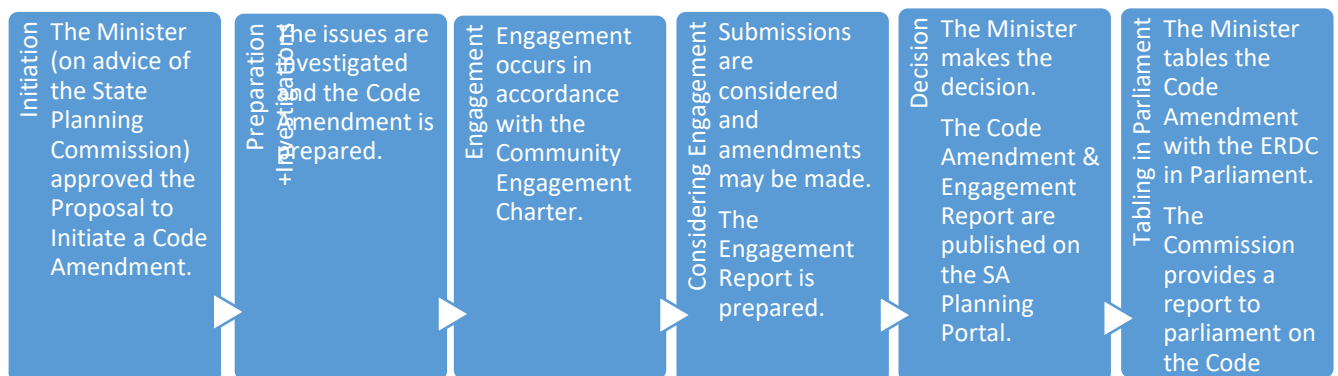 Initiation
The Minister
(on advice of
the State
Planning
Commission)
approved the
Proposal to
Initiate a Code
Amendment.
Preparation
+Investigations
The issues are
investigated
and the Code
Amendment is
prepared.
Engagement
Engagement
occurs in
accordance
with the
Community
Engagement
Charter.
Considering Engagement
Submissions
are
considered
and
amendments
may be made.
The
Engagement
Report is
prepared.
Decision
The Minister
makes the
decision.
The Code
Amendment &
Engagement
Report are
published on
the SA
Planning
Portal.
Tabling in Parliament
The Minister
tables the
Code
Amendment
with the ERDC
in Parliament.
The
Commission
provides a
report to
parliament on
the Code